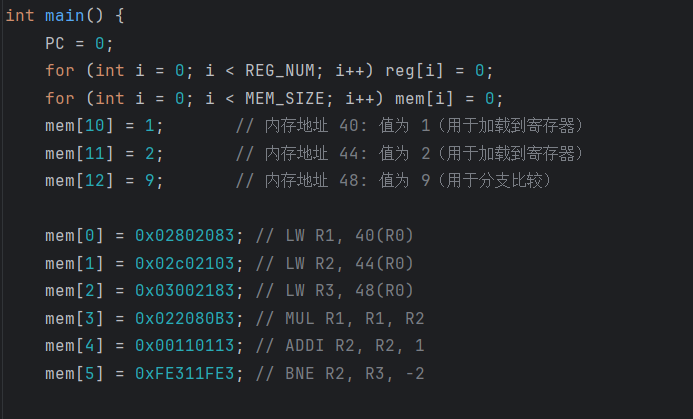 int main() {
    PC = 0;
    for (int i = 0; i < REG_NUM; i++) reg[i] = 0;
    for (int i = 0; i < MEM_SIZE; i++) mem[i] = 0;
    mem[10] = 1;       // 内存地址 40: 值为 1（用于加载到寄存器）
    mem[11] = 2;       // 内存地址 44: 值为 2（用于加载到寄存器）
    mem[12] = 9;       // 内存地址 48: 值为 9（用于分支比较）
    mem[0] = 0x02802083; // LW R1, 40(R0)
    mem[1] = 0x02c02103; // LW R2, 44(R0)
    mem[2] = 0x03002183; // LW R3, 48(R0)
    mem[3] = 0x022080B3; // MUL R1, R1, R2
    mem[4] = 0x00110113; // ADDI R2, R2, 1
    mem[5] = 0xFE311FE3; // BNE R2, R3, -2